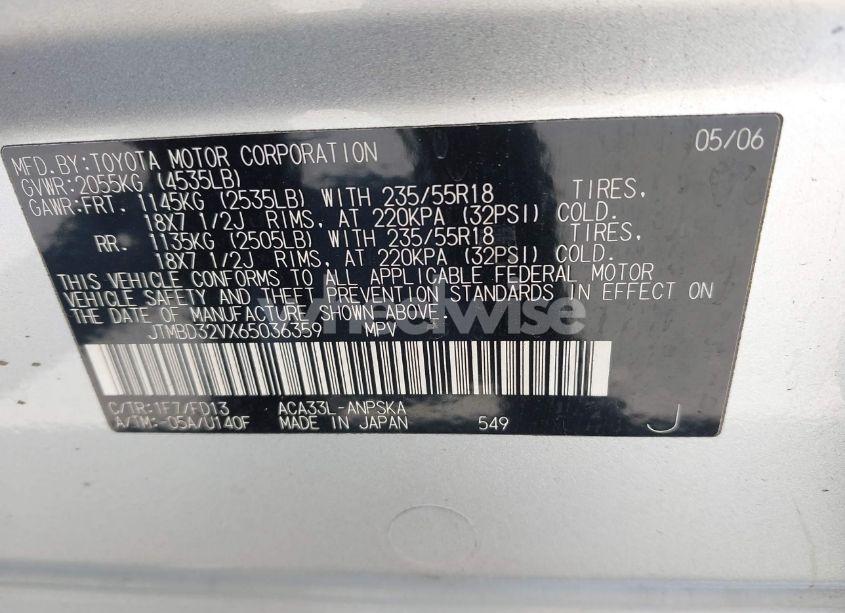 MFD.BY:TOYOTA MOTOR CORPORATION 05/06
GVWR:2055KG (4535LB)
GAWR:FRT. 1145KG (2535LB) WITH 235/55R18 TIRES,
18X7 1/2J RIMS, AT 220KPA (32PSI) COLD.
RR. 1135KG (2505LB) WITH 235/55R18 TIRES,
18X7 1/2J RIMS, AT 220KPA (32PSI) COLD.
THIS VEHICLE CONFORMS TO ALL APPLICABLE FEDERAL MOTOR
VEHICLE SAFETY AND THEFT PREVENTION STANDARDS IN EFFECT ON
THE DATE OF MANUFACTURE SHOWN ABOVE.
wheelwise
JTMBD32VX65036359 MPV
C/TR:1F7/FD13 ACA33L-ANPSKA
A/TM:-05A/U140F MADE IN JAPAN 549 J